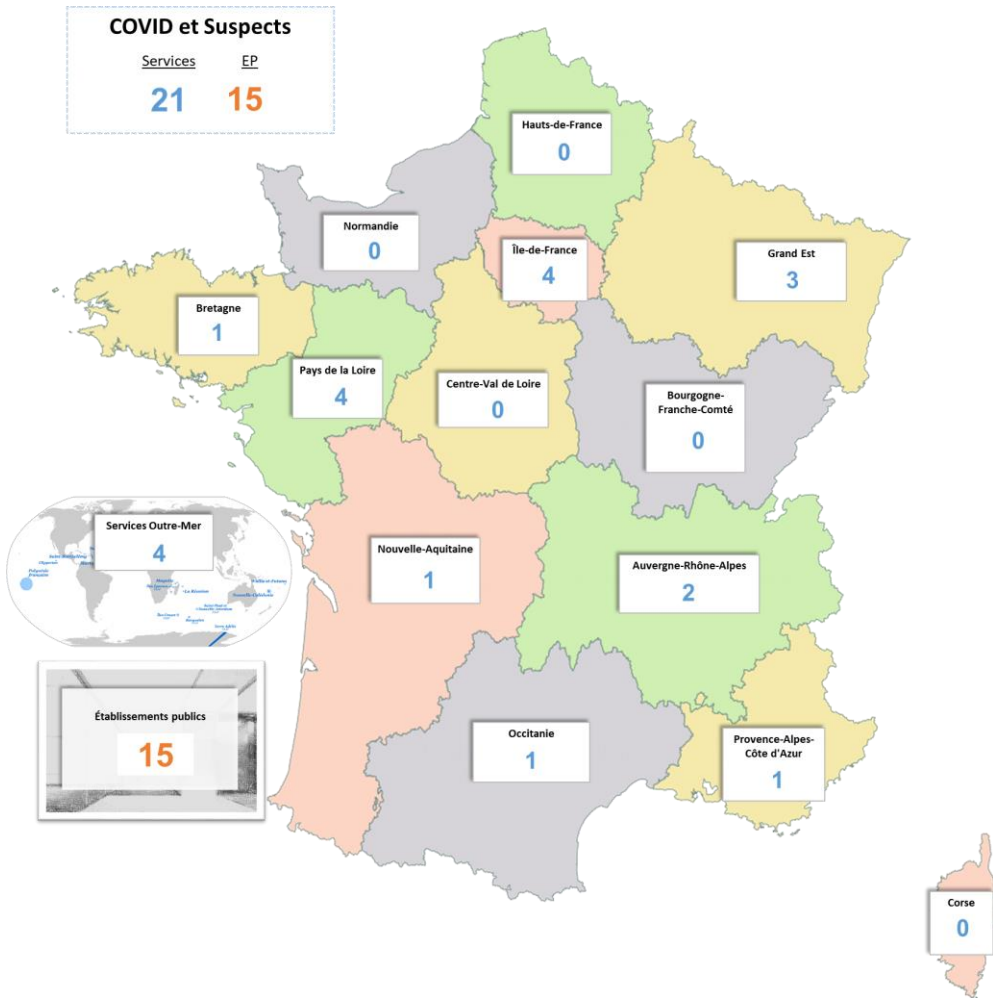 COVID et Suspects
Services EP
21 15
Hauts-de-France
0
Normandie
0
Île-de-France
4
Grand Est
3
Bretagne
1
Pays de la Loire
4
Centre-Val de Loire
0
Bourgogne-
Franche-Comté
0
Services Outre-Mer
4
Nouvelle-Aquitaine
1
Auvergne-Rhône-Alpes
2
Établissements publics
15
Occitanie
1
Provence-Alpes-
Côte d'Azur
1
Corse
0